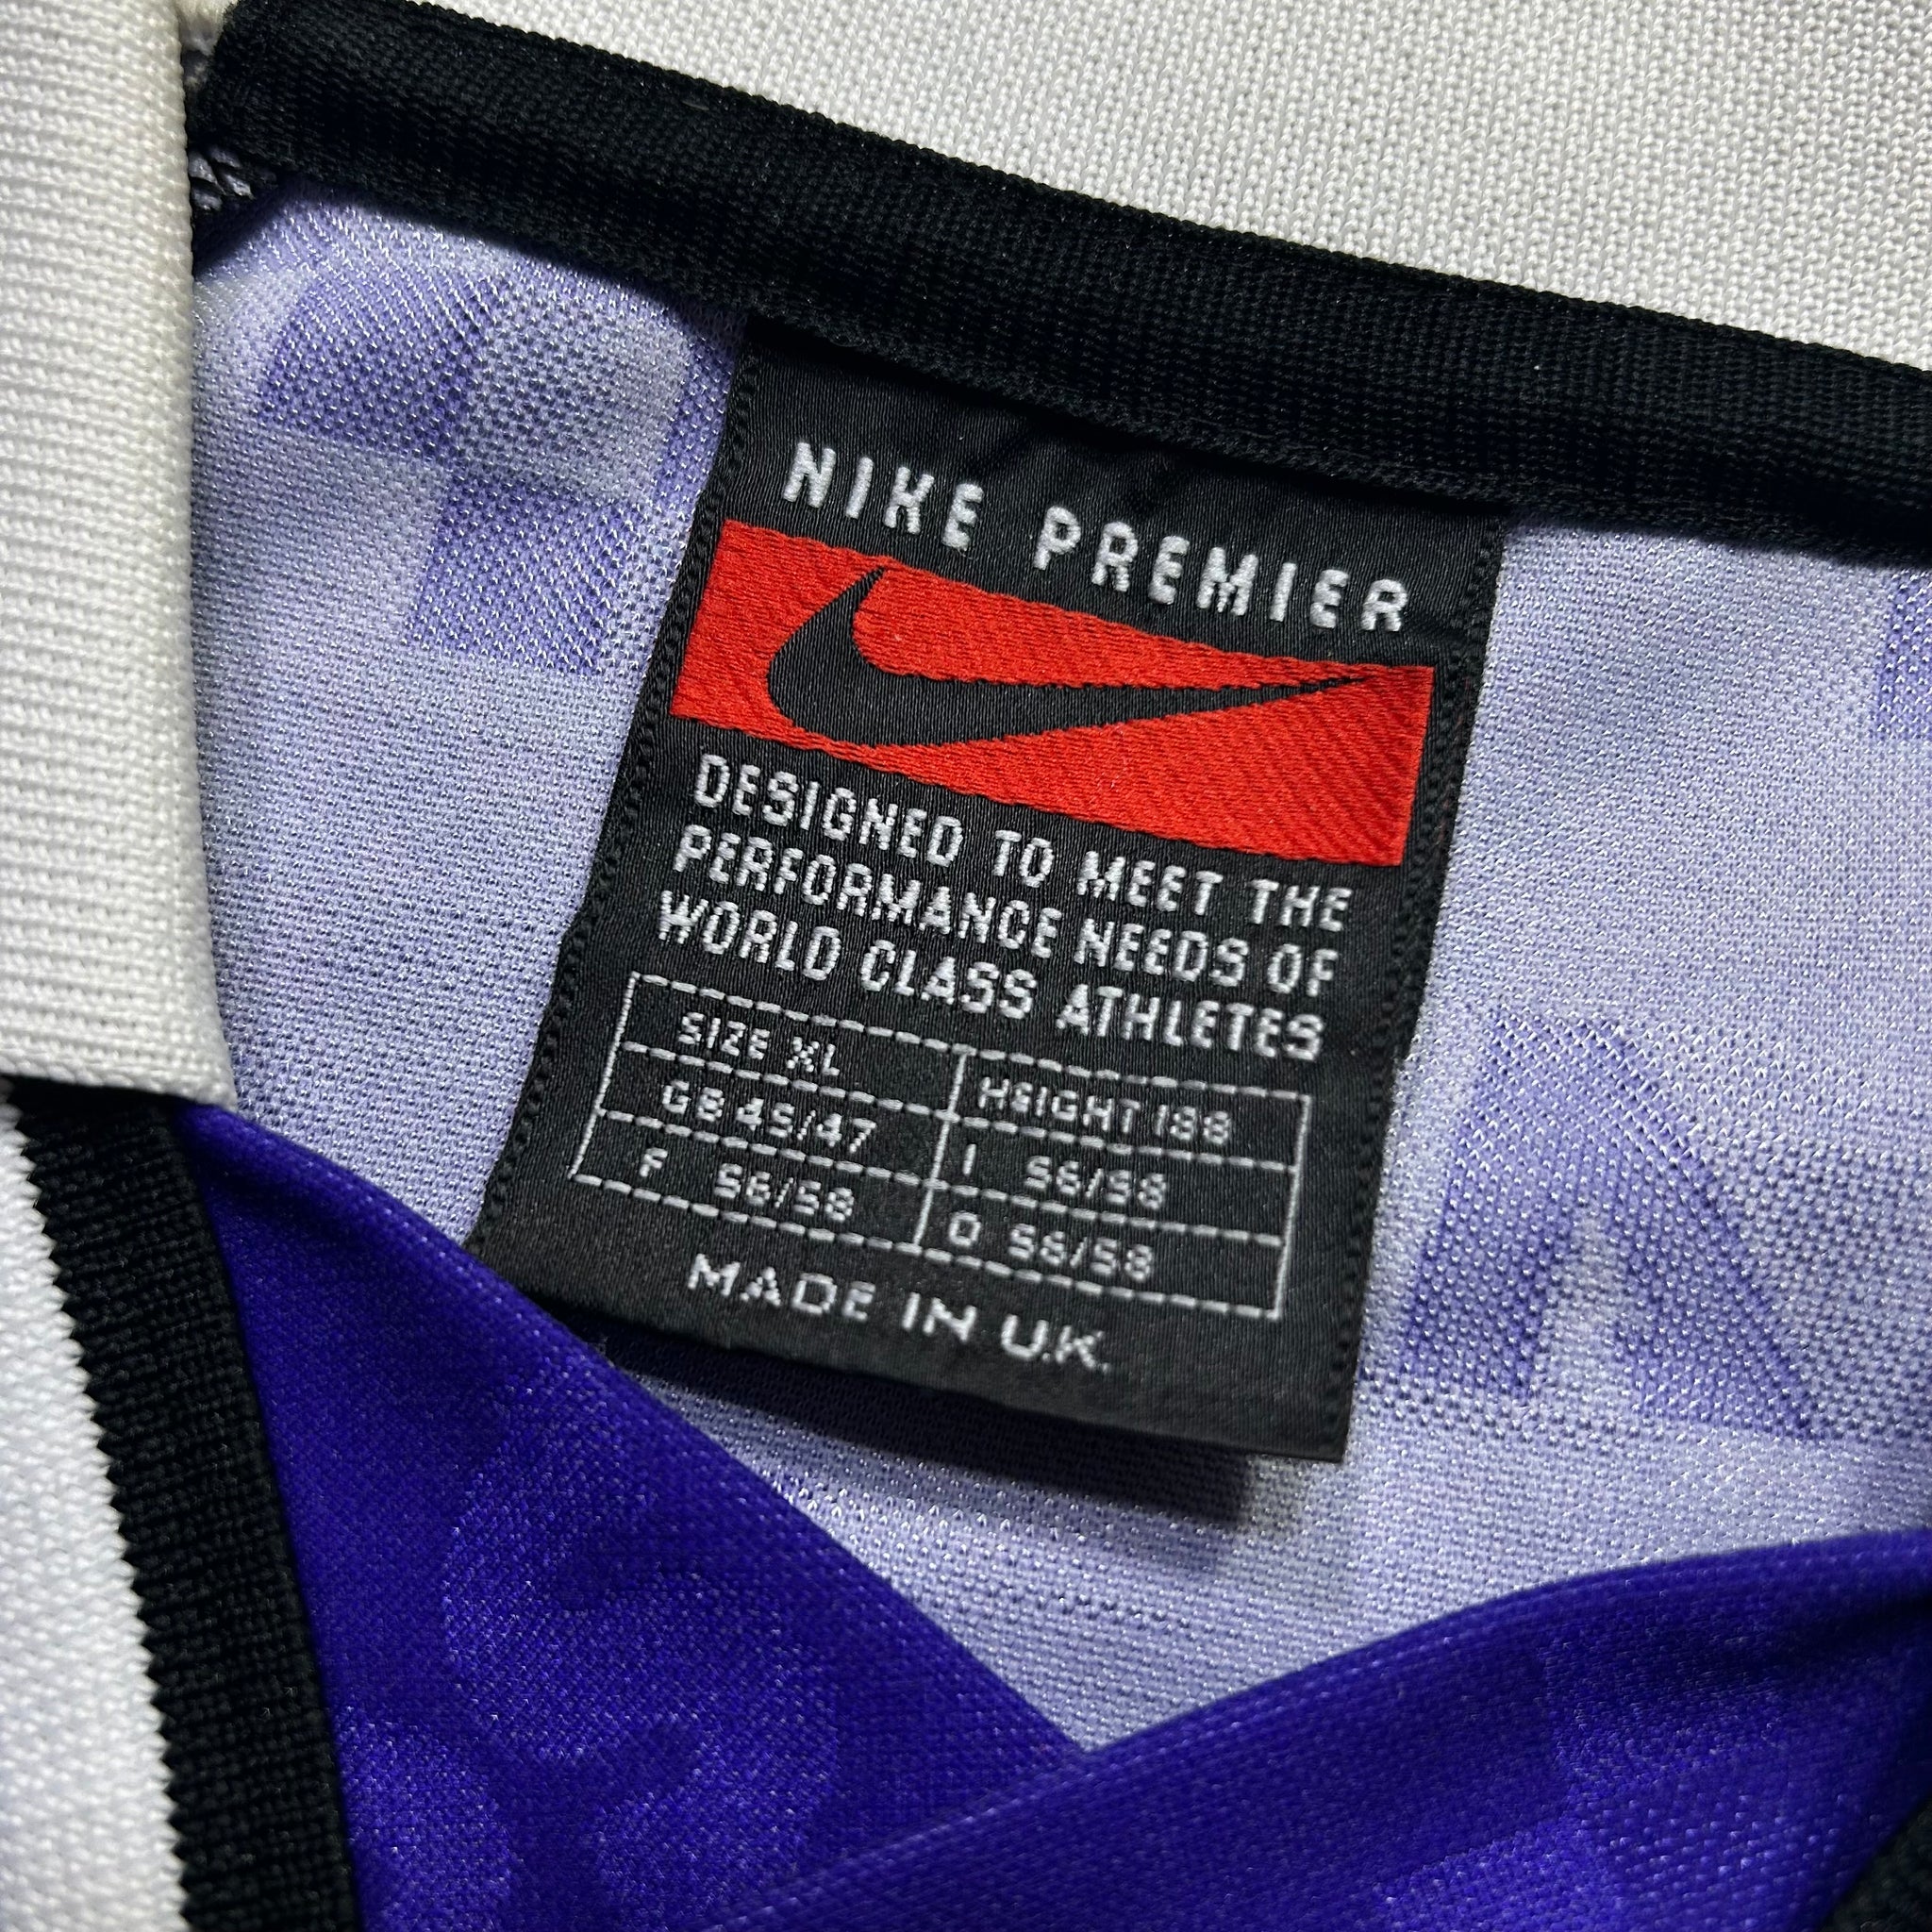 NIKE PREMIER
DESIGNED TO MEET THE
PERFORMANCE NEEDS OF
WORLD CLASS ATHLETES
SIZE XL HEIGHT 188
GB 45/47 I 56/58
F 56/58 D 56/58
MADE IN U.K.